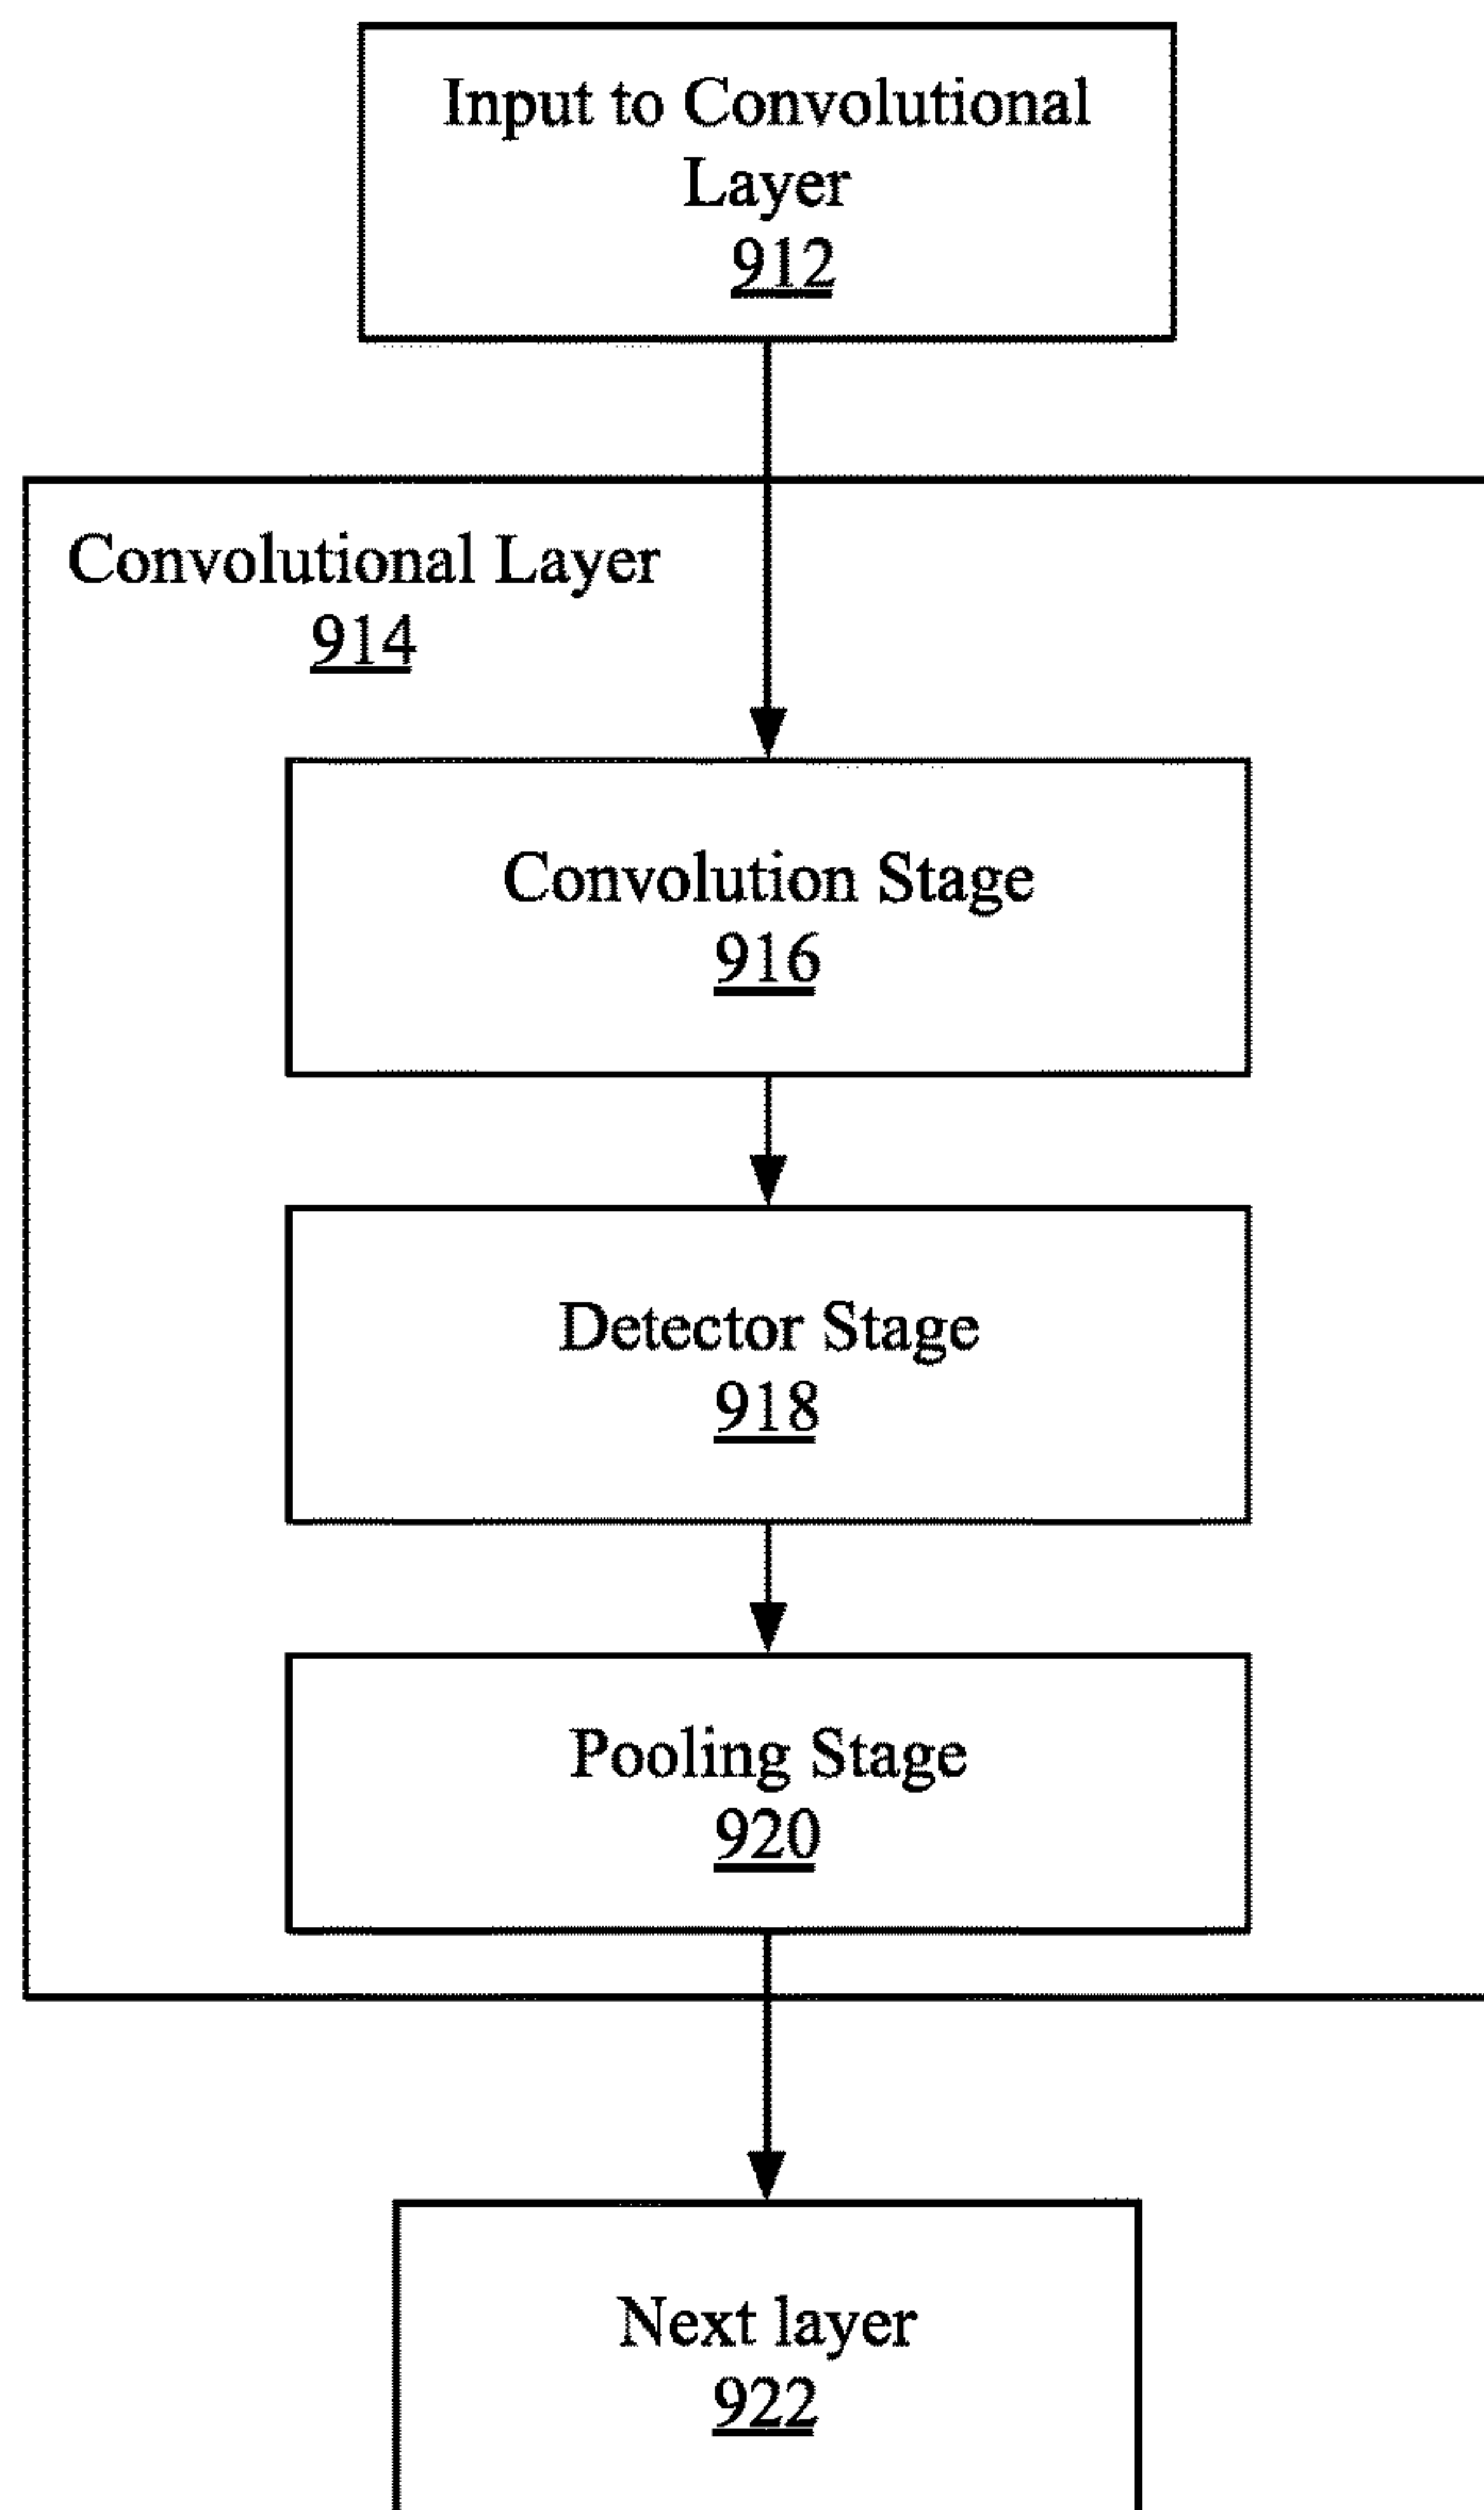 Input to Convolutional
Layer
912
Convolutional Layer
914
Convolution Stage
916
Detector Stage
918
Pooling Stage
920
Next layer
922